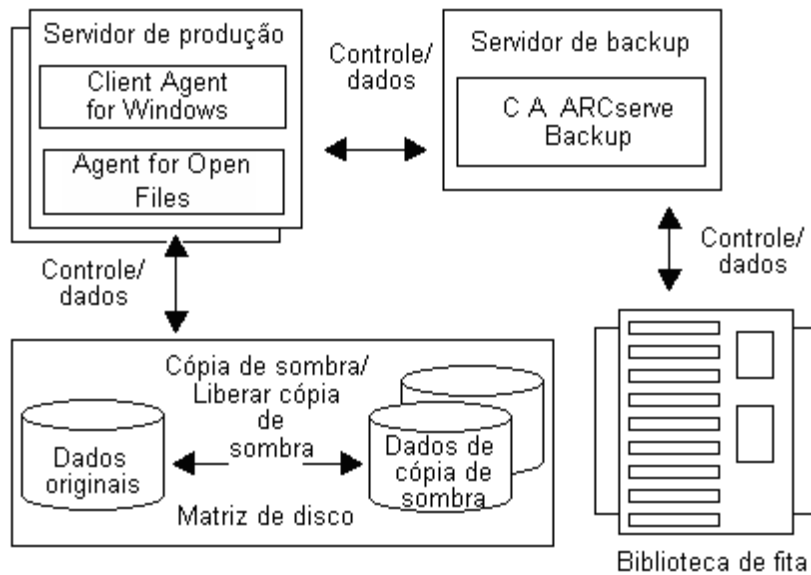 Servidor de produção
Client Agent
for Windows
Agent for Open
Files
Controle/
dados
Servidor de backup
C A ARCserve
Backup
Controle/
dados
Controle/
dados
Cópia de sombra/
Liberar cópia
de
sombra
Dados
originais
Dados de
cópia de
sombra
Matriz de disco
Biblioteca de fita